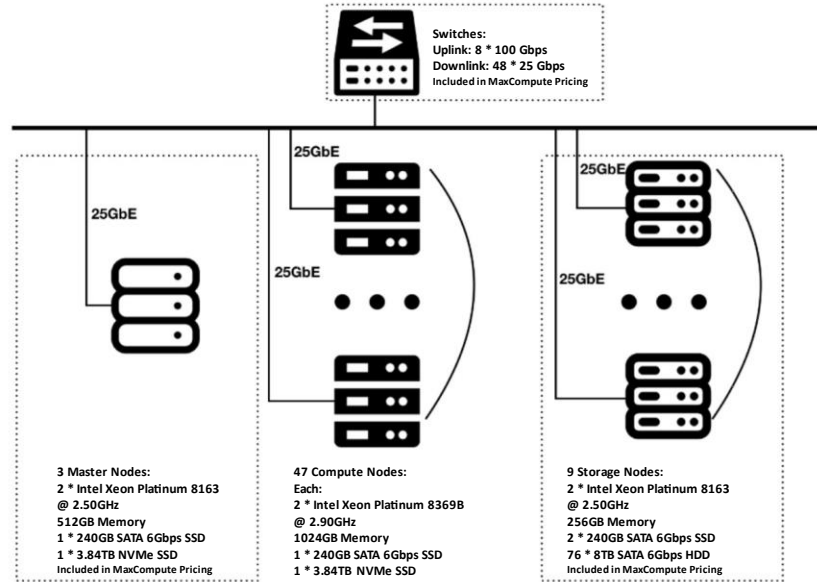 Switches:
Uplink: 8 * 100 Gbps
Downlink: 48 * 25 Gbps
Included in MaxCompute Pricing
25GbE
25GbE
25GbE
25GbE
25GbE
3 Master Nodes:
2 * Intel Xeon Platinum 8163
@ 2.50GHz
512GB Memory
1 * 240GB SATA 6Gbps SSD
1 * 3.84TB NVMe SSD
Included in MaxCompute Pricing
47 Compute Nodes:
Each:
2 * Intel Xeon Platinum 8369B
@ 2.90GHz
1024GB Memory
1 * 240GB SATA 6Gbps SSD
1 * 3.84TB NVMe SSD
9 Storage Nodes:
2 * Intel Xeon Platinum 8163
@ 2.50GHz
256GB Memory
2 * 240GB SATA 6Gbps SSD
76 * 8TB SATA 6Gbps HDD
Included in MaxCompute Pricing